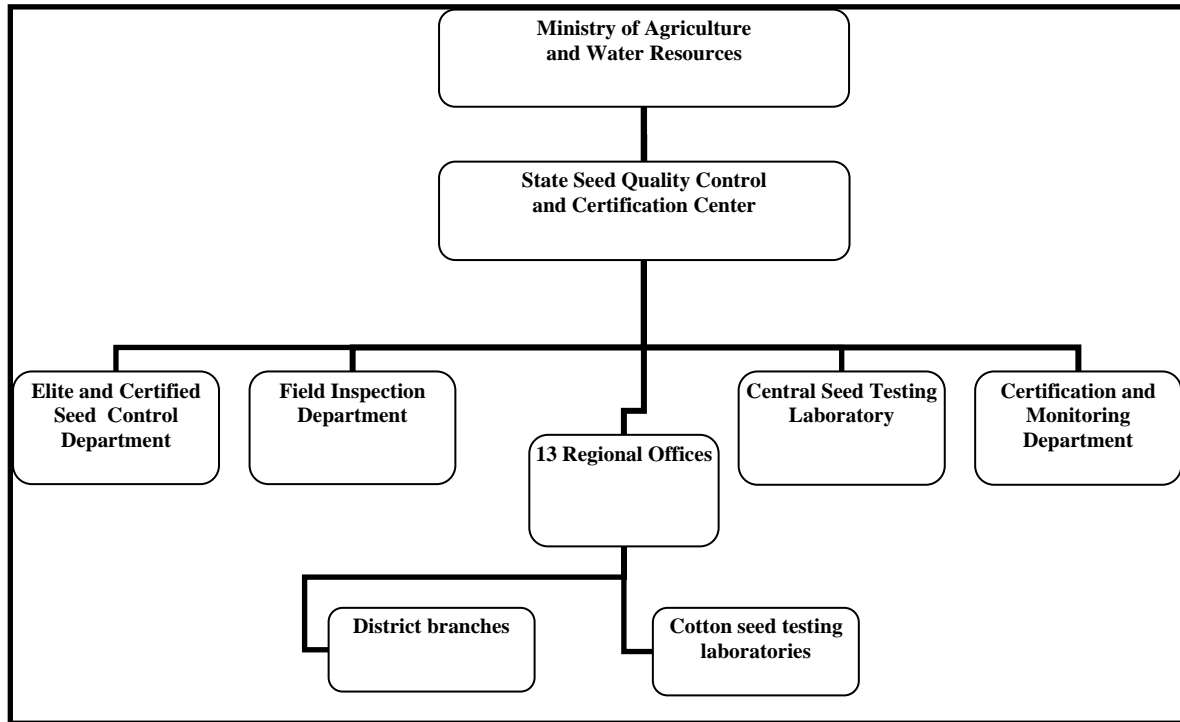 Ministry of Agriculture
and Water Resources
State Seed Quality Control
and Certification Center
Elite and Certified
Seed Control
Department
Field Inspection
Department
13 Regional Offices
Central Seed Testing
Laboratory
Certification and
Monitoring
Department
District branches
Cotton seed testing
laboratories